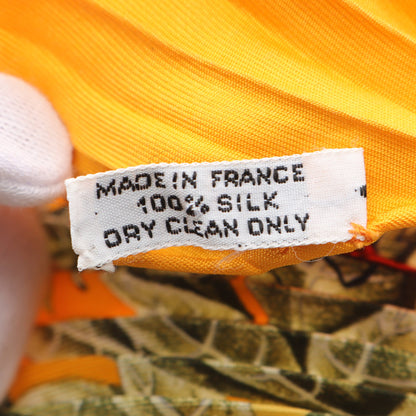 MADE IN FRANCE
100% SILK
DRY CLEAN ONLY